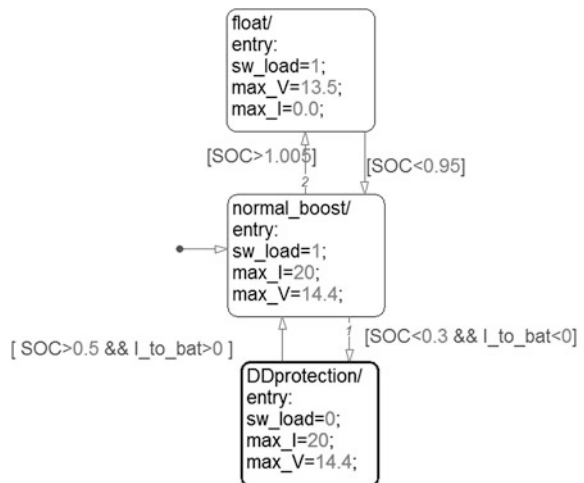 float/
entry:
sw_load=1;
max_V=13.5;
max_I=0.0;
[SOC>1.005]
[SOC<0.95]
2
normal_boost/
entry:
sw_load=1;
max_I=20;
max_V=14.4;
1
[SOC<0.3 && I_to_bat<0]
[ SOC>0.5 && I_to_bat>0 ]
DDprotection/
entry:
sw_load=0;
max_I=20;
max_V=14.4;